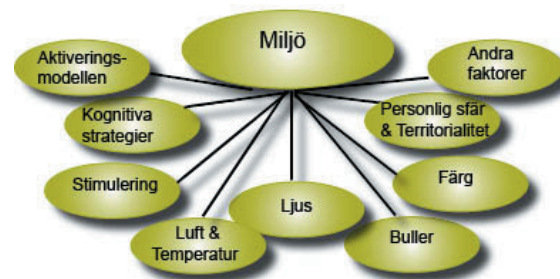 Miljö
Aktiverings-
modellen
Andra
faktorer
Kognitiva
strategier
Personlig sfär
& Territorialitet
Stimulering
Färg
Ljus
Luft &
Temperatur
Buller